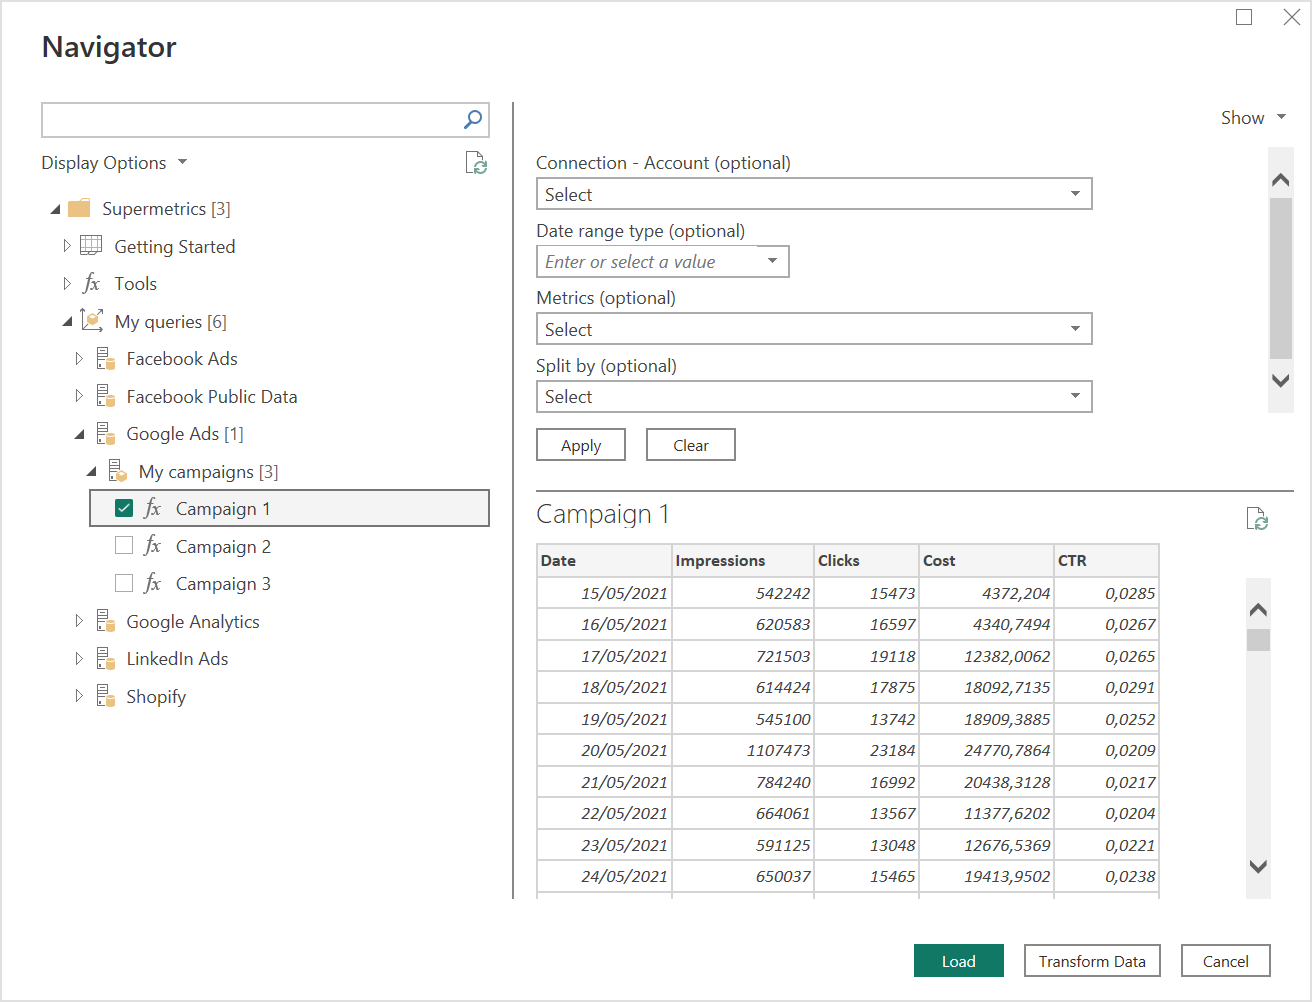 Navigator
Display Options
Supermetrics [3]
Getting Started
fx Tools
My queries [6]
Facebook Ads
Facebook Public Data
Google Ads [1]
My campaigns [3]
fx Campaign 1
fx Campaign 2
fx Campaign 3
Google Analytics
LinkedIn Ads
Shopify
Show
Connection - Account (optional)
Select
Date range type (optional)
Enter or select a value
Metrics (optional)
Select
Split by (optional)
Select
Apply Clear
Campaign 1
Date Impressions Clicks Cost CTR
15/05/2021 542242 15473 4372,204 0,0285
16/05/2021 620583 16597 4340,7494 0,0267
17/05/2021 721503 19118 12382,0062 0,0265
18/05/2021 614424 17875 18092,7135 0,0291
19/05/2021 545100 13742 18909,3885 0,0252
20/05/2021 1107473 23184 24770,7864 0,0209
21/05/2021 784240 16992 20438,3128 0,0217
22/05/2021 664061 13567 11377,6202 0,0204
23/05/2021 591125 13048 12676,5369 0,0221
24/05/2021 650037 15465 19413,9502 0,0238
Load Transform Data Cancel